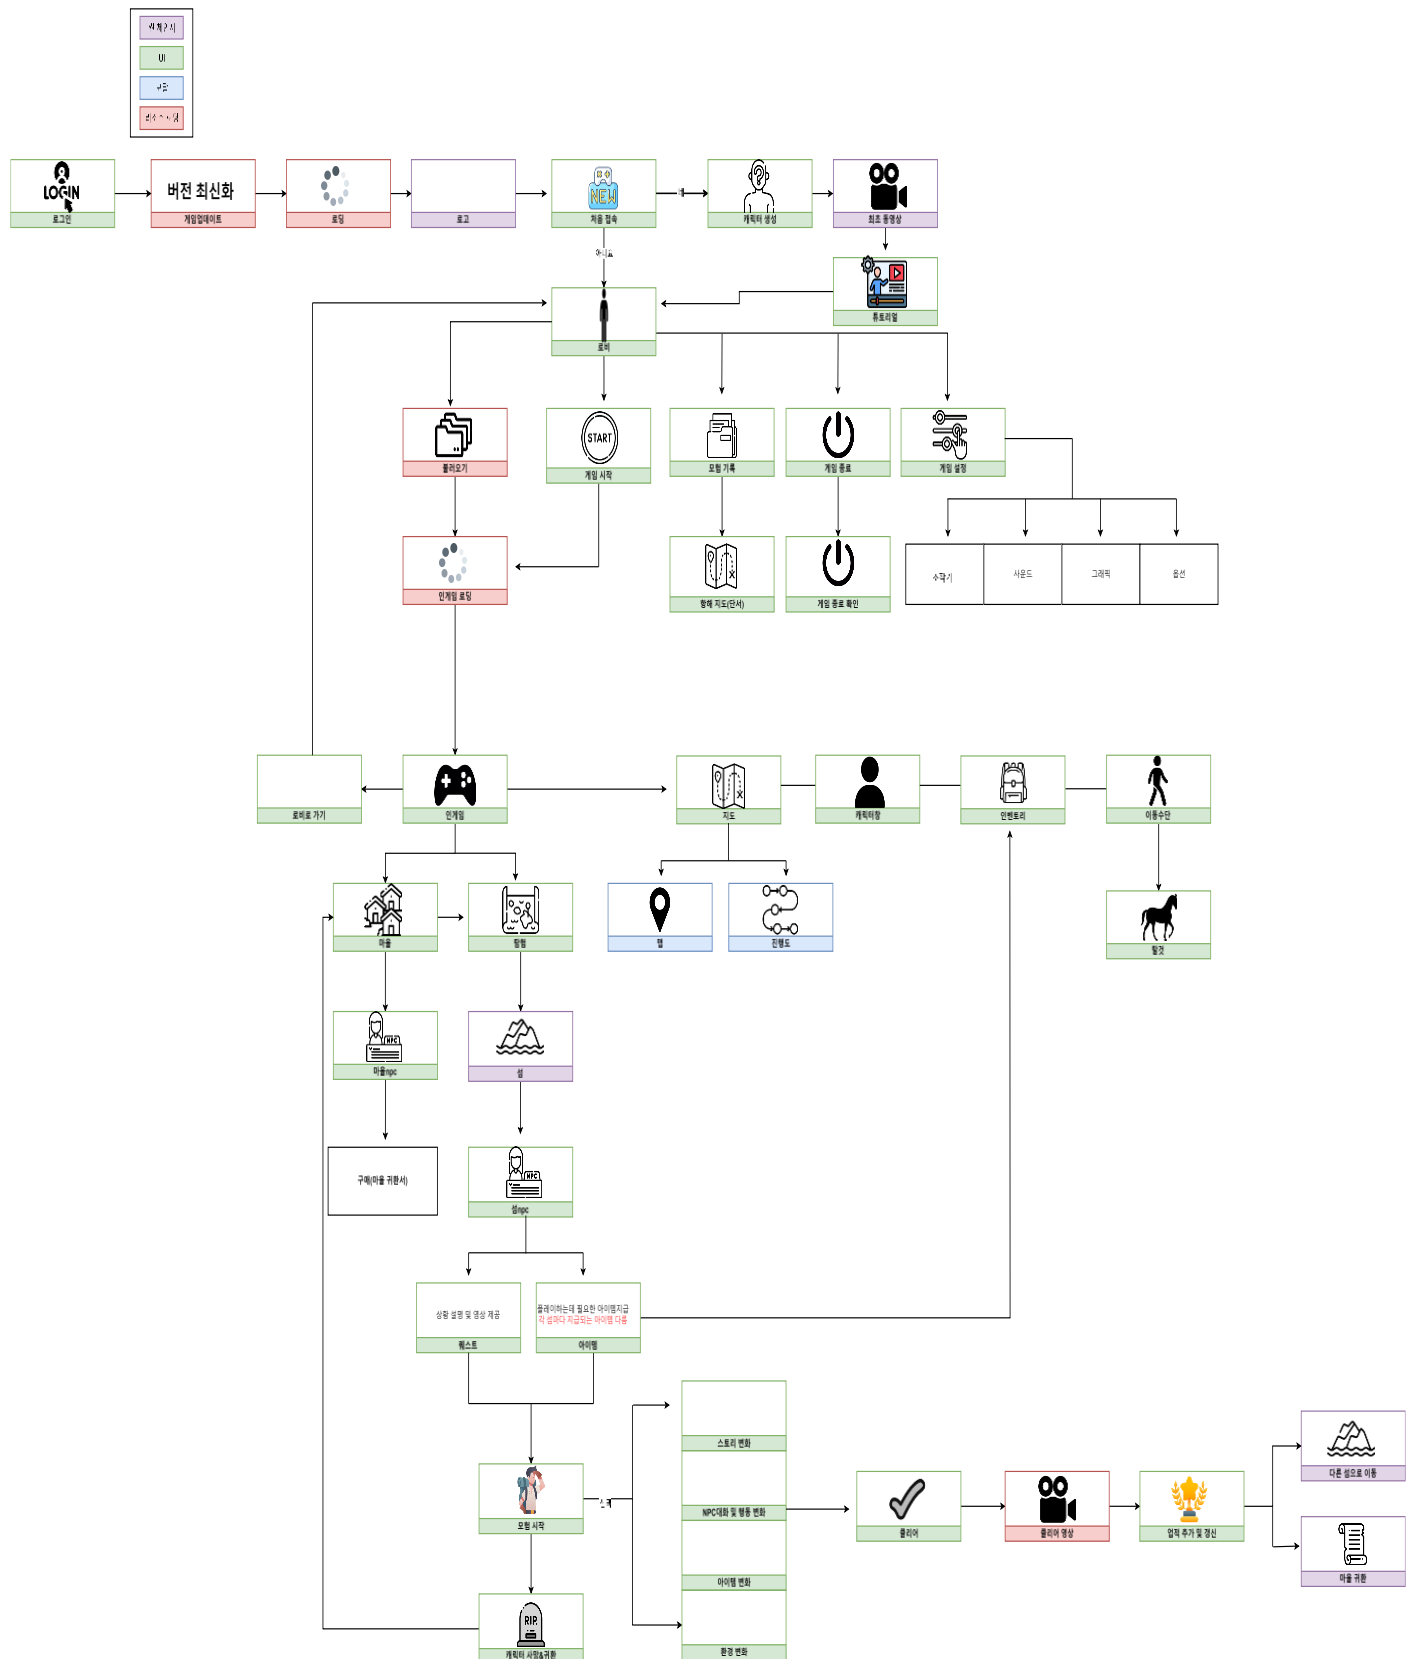 UI
LOGIN
로그인
버전 최신화
게임업데이트
로딩
로고
NEW
처음 접속
캐릭터 생성
최초 동영상
튜토리얼
로비
불러오기
START
게임 시작
모험 기록
게임 종료
게임 설정
인게임 로딩
항해 지도(단서)
게임 종료 확인
사운드
그래픽
옵션
로비로 가기
인게임
지도
캐릭터창
인벤토리
이동수단
마을
탐험
맵
진행도
탈것
NPC
마을npc
섬
구매(마을 귀환서)
NPC
섬npc
상황 설명 및 영상 제공
퀘스트
플레이하는데 필요한 아이템지급
각 섬마다 지급되는 아이템 다름
아이템
스토리 변화
다른 섬으로 이동
모험 시작
NPC대화 및 행동 변화
클리어
클리어 영상
업적 추가 및 갱신
아이템 변화
마을 귀환
RIP
캐릭터 사망&귀환
환경 변화